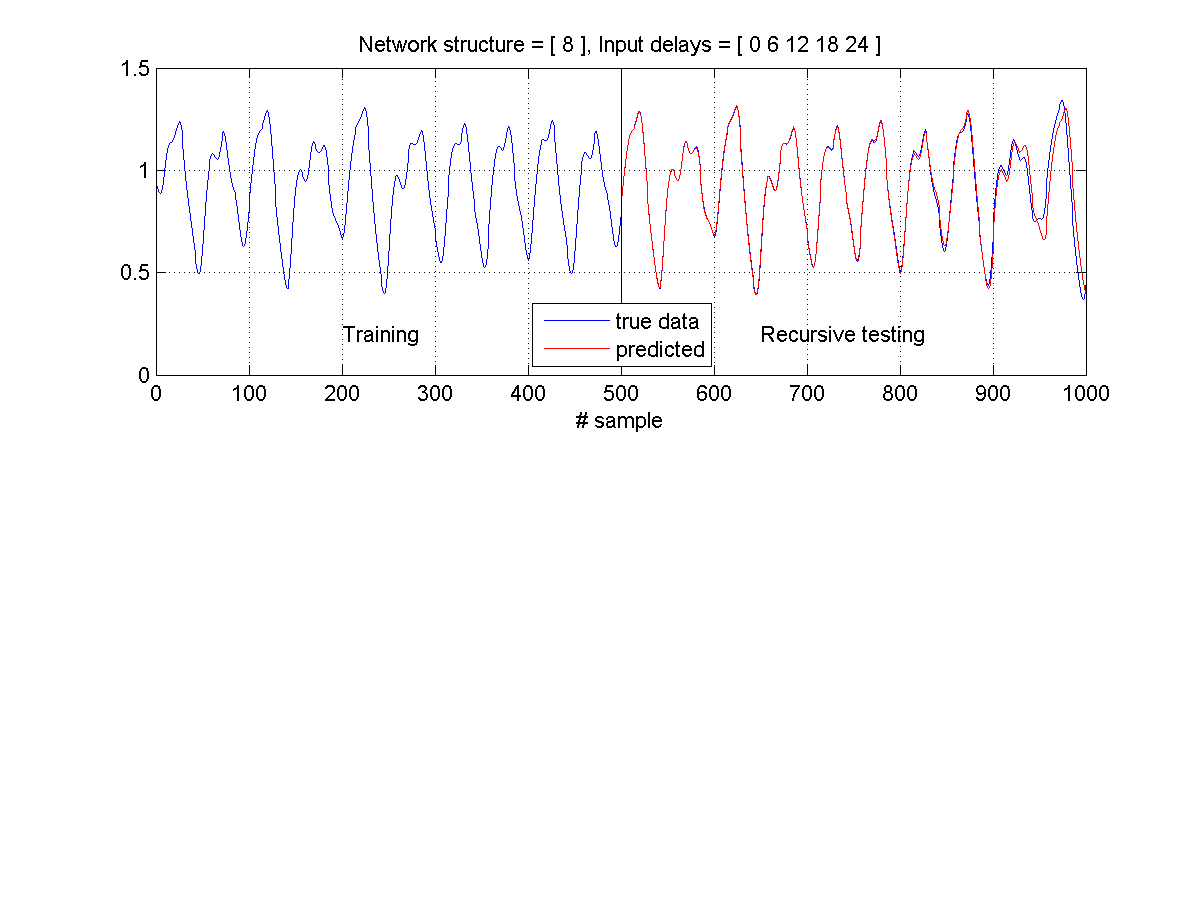 Network structure = [ 8 ], Input delays = [ 0 6 12 18 24 ]
1.5
1
0.5
0
Training
true data
predicted
Recursive testing
0 100 200 300 400 500 600 700 800 900 1000
# sample